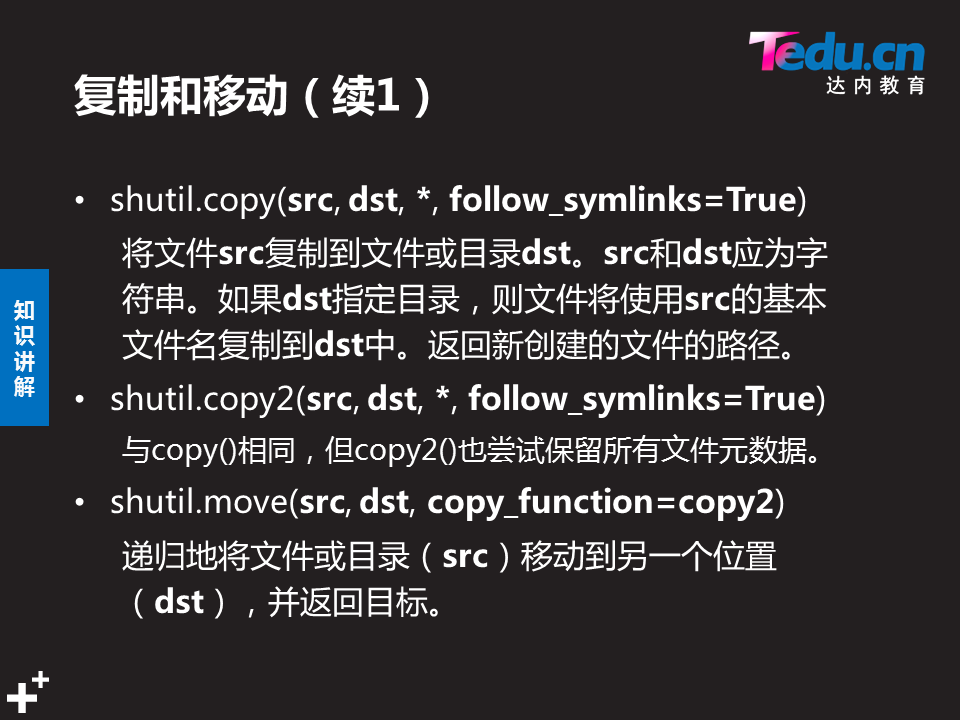 Tedu.cn
达内教育
复制和移动（续1）
• shutil.copy(src, dst, *, follow_symlinks=True)
将文件src复制到文件或目录dst。src和dst应为字
符串。如果dst指定目录，则文件将使用src的基本
文件名复制到dst中。返回新创建的文件的路径。
• shutil.copy2(src, dst, *, follow_symlinks=True)
与copy()相同，但copy2()也尝试保留所有文件元数据。
• shutil.move(src, dst, copy_function=copy2)
递归地将文件或目录（src）移动到另一个位置
（dst），并返回目标。
知
识
讲
解